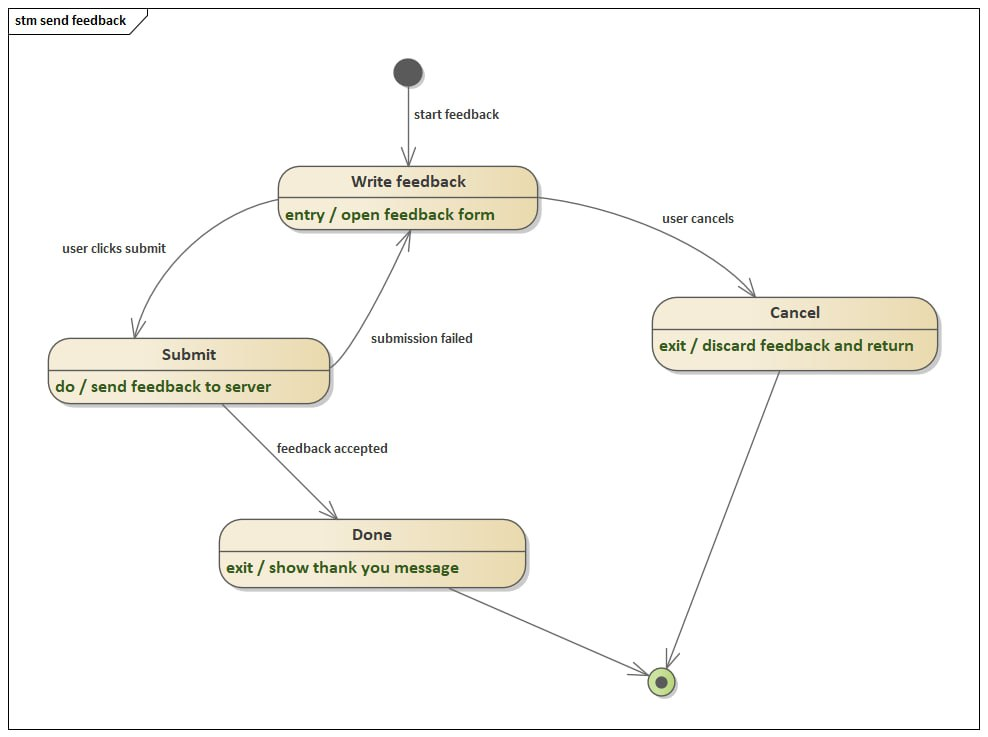 stm send feedback
start feedback
Write feedback
entry / open feedback form
user cancels
user clicks submit
Cancel
exit / discard feedback and return
submission failed
Submit
do / send feedback to server
feedback accepted
Done
exit / show thank you message